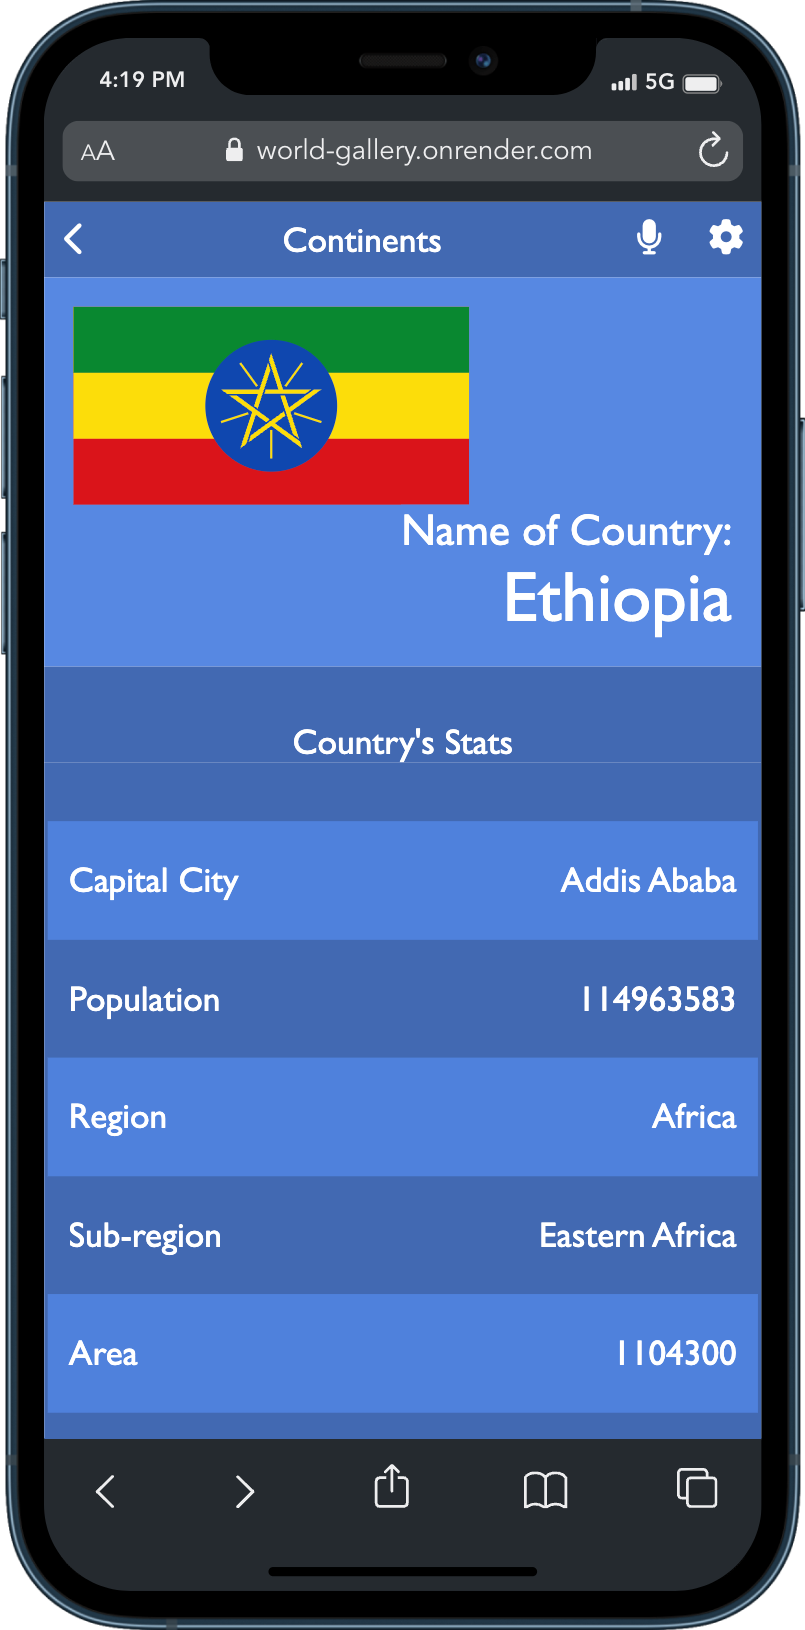 4:19 PM 5G
AA world-gallery.onrender.com
Continents
Name of Country:
Ethiopia
Country's Stats
Capital City Addis Ababa
Population 114963583
Region Africa
Sub-region Eastern Africa
Area 1104300